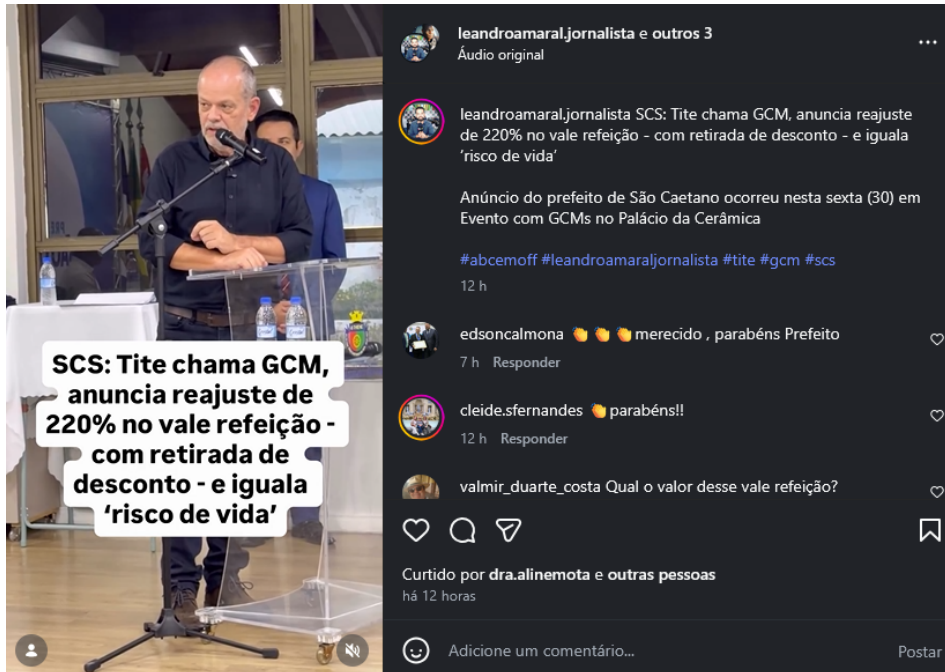 SCS: Tite chama GCM,
anuncia reajuste de
220% no vale refeição -
com retirada de
desconto - e iguala
‘risco de vida’
leandroamaral.jornalista e outros 3
Áudio original
leandroamaral.jornalista SCS: Tite chama GCM, anuncia reajuste
de 220% no vale refeição - com retirada de desconto - e iguala
‘risco de vida’
Anúncio do prefeito de São Caetano ocorreu nesta sexta (30) em
Evento com GCMs no Palácio da Cerâmica
#abcemoff #leandroamaraljornalista #tite #gcm #scs
12 h
edsoncalmona 👏 👏 👏 merecido , parabéns Prefeito
7 h Responder
cleide.sfernandes 👏 parabéns!!
12 h Responder
valmir_duarte_costa Qual o valor desse vale refeição?
Curtido por dra.alinemota e outras pessoas
há 12 horas
Adicione um comentário...
Postar